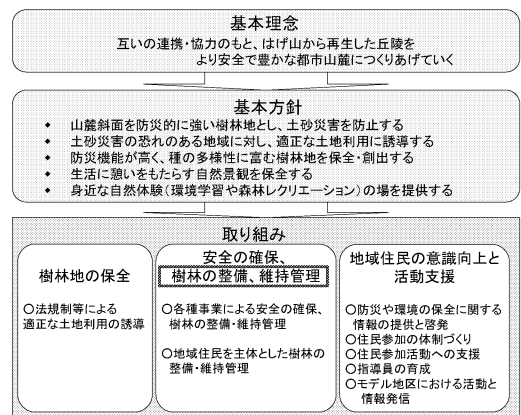 基本理念
互いの連携・協力のもと、はげ山から再生した丘陵を
より安全で豊かな都市山麓につくりあげていく
基本方針
◆ 山麓斜面を防災的に強い樹林地とし、土砂災害を防止する
◆ 土砂災害の恐れのある地域に対し、適正な土地利用に誘導する
◆ 防災機能が高く、種の多様性に富む樹林地を保全・創出する
◆ 生活に憩いをもたらす自然景観を保全する
◆ 身近な自然体験（環境学習や森林レクリエーション）の場を提供する
取り組み
樹林地の保全
○法規制等による
適正な土地利用の誘導
安全の確保、
樹林の整備、維持管理
○各種事業による安全の確保、
樹林の整備・維持管理
○地域住民を主体とした樹林の
整備・維持管理
地域住民の意識向上と
活動支援
○防災や環境の保全に関する
情報の提供と啓発
○住民参加の体制づくり
○住民参加活動への支援
○指導員の育成
○モデル地区における活動と
情報発信